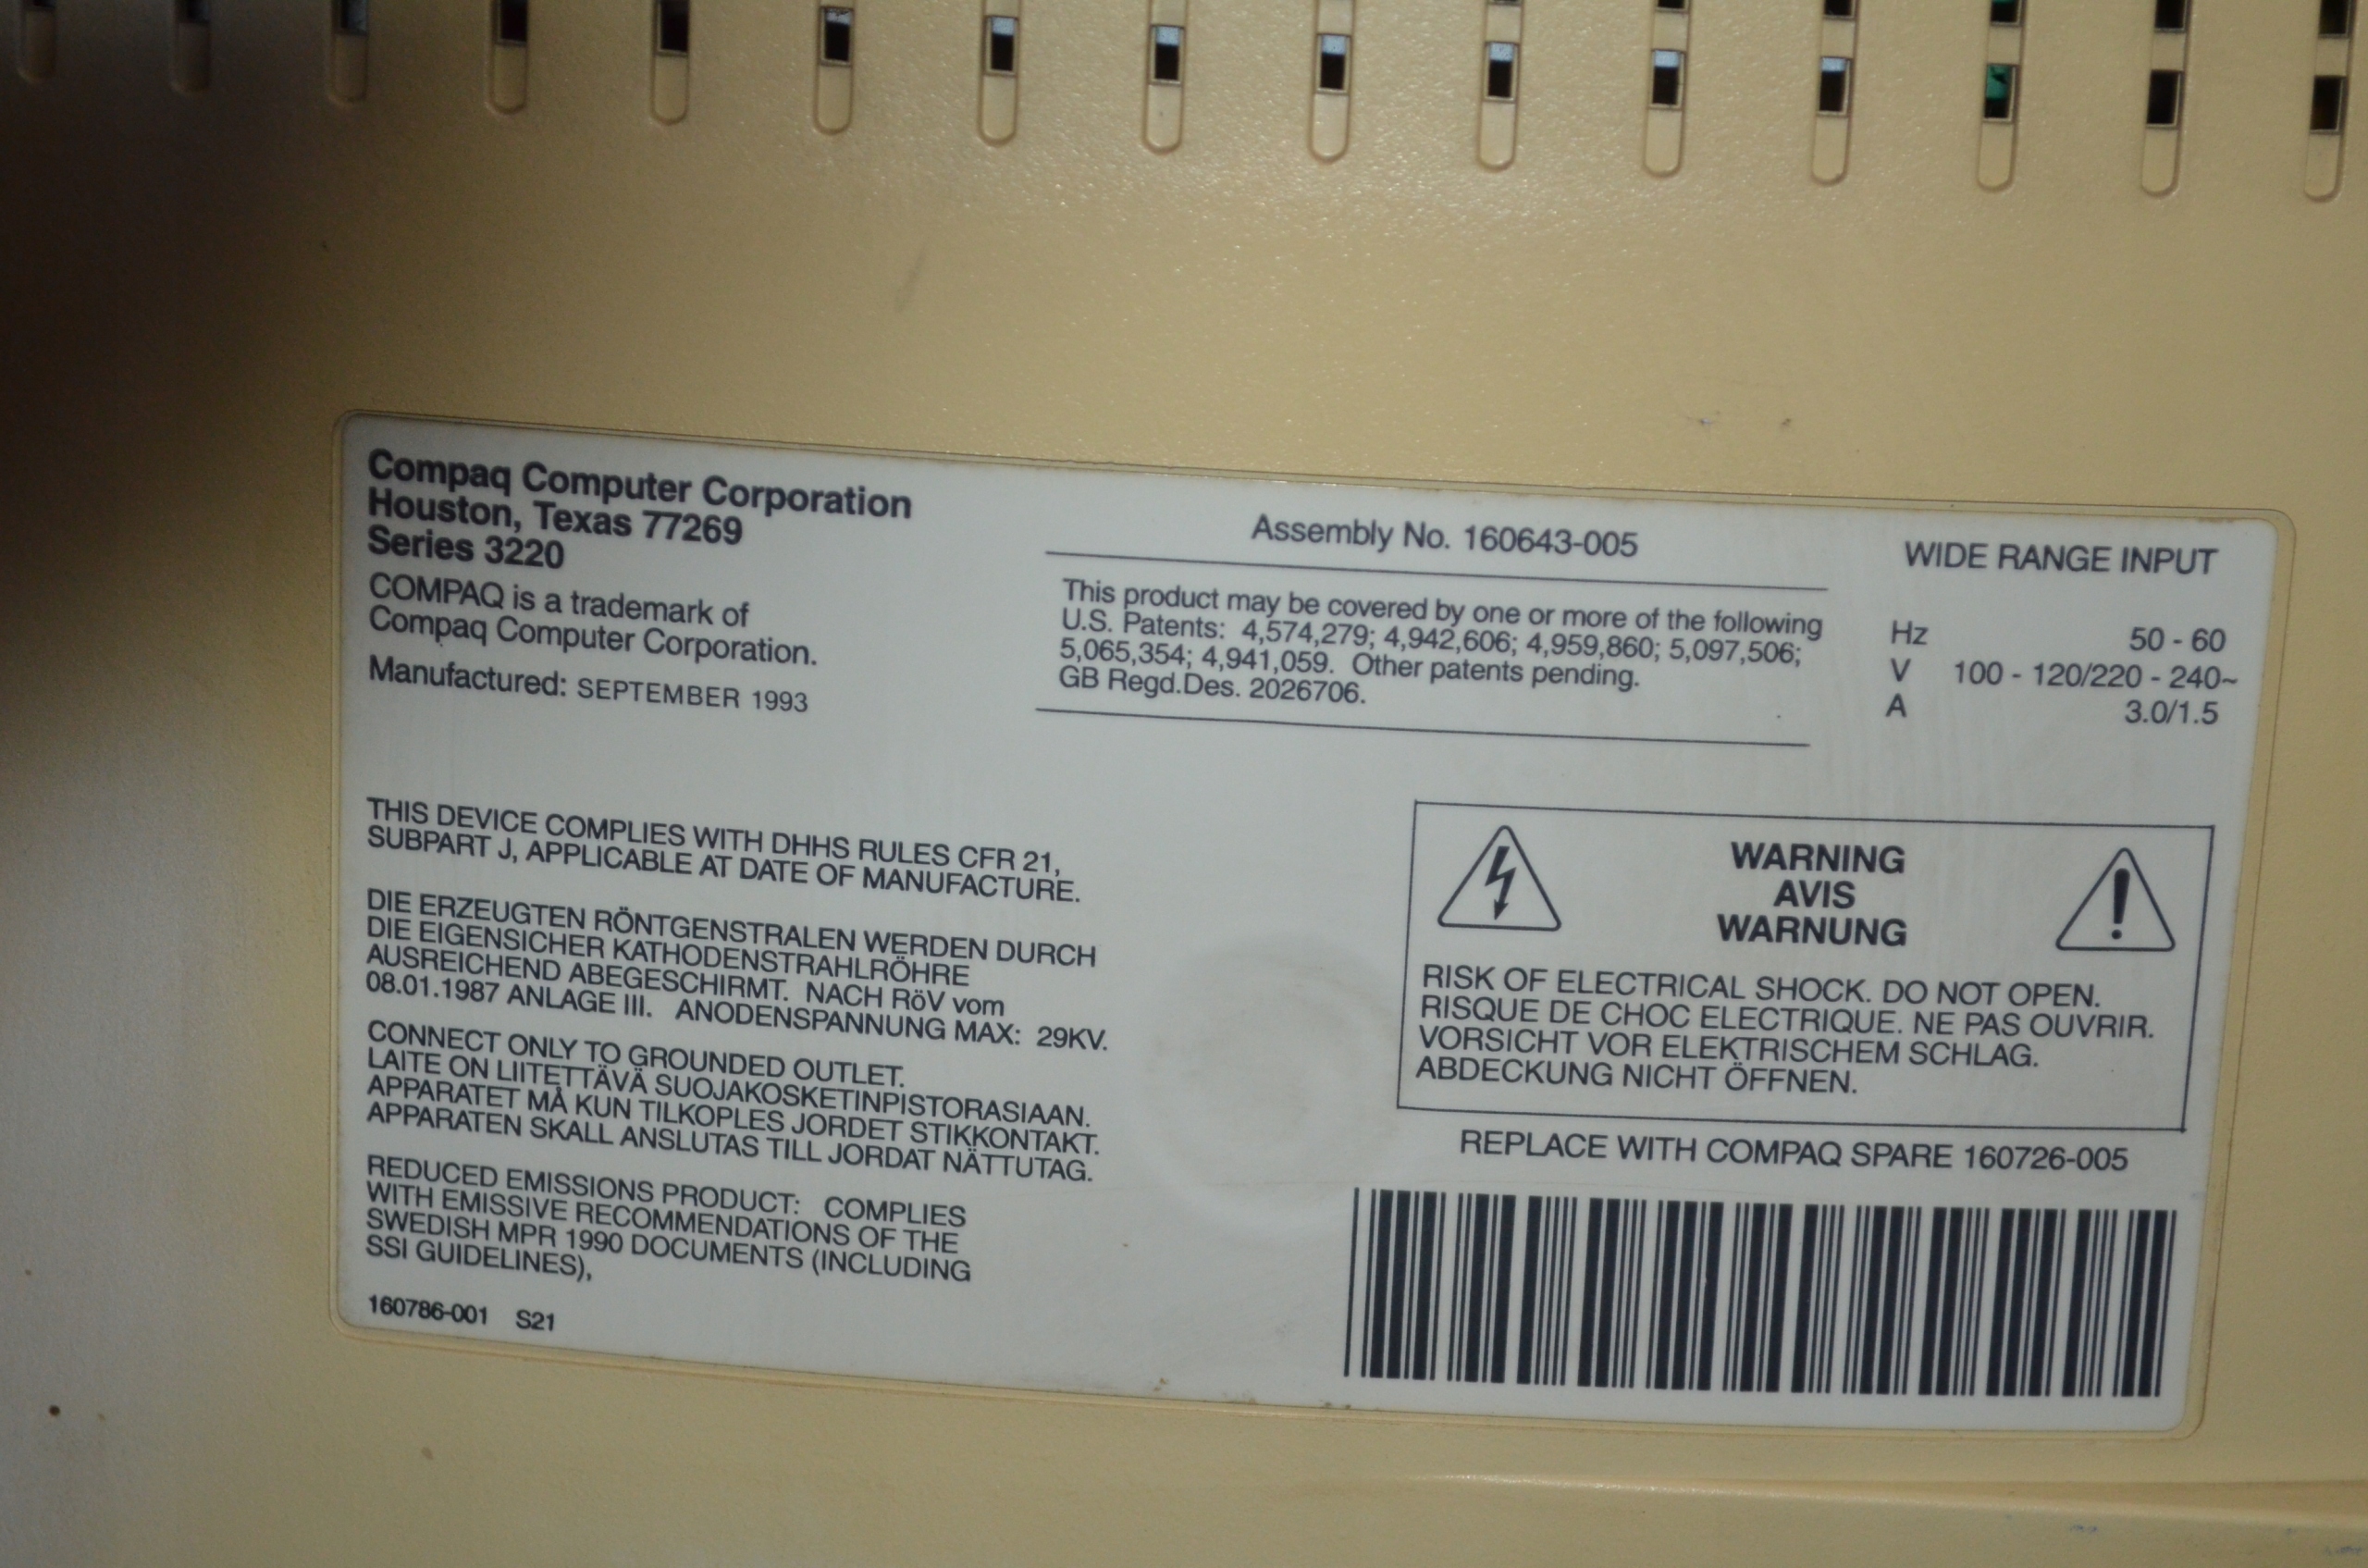 Compaq Computer Corporation
Houston, Texas 77269
Series 3220
COMPAQ is a trademark of
Compaq Computer Corporation.
Manufactured: SEPTEMBER 1993
Assembly No. 160643-005
This product may be covered by one or more of the following
U.S. Patents: 4,574,279; 4,942,606; 4,959,860; 5,097,506;
5,065,354; 4,941,059. Other patents pending.
GB Regd.Des. 2026706.
WIDE RANGE INPUT
Hz 50 - 60
V 100 - 120/220 - 240~
A 3.0/1.5
THIS DEVICE COMPLIES WITH DHHS RULES CFR 21,
SUBPART J, APPLICABLE AT DATE OF MANUFACTURE.
DIE ERZEUGTEN RÖNTGENSTRALEN WERDEN DURCH
DIE EIGENSICHER KATHODENSTRAHLRÖHRE
AUSREICHEND ABEGESCHIRMT. NACH RöV vom
08.01.1987 ANLAGE III. ANODENSPANNUNG MAX: 29KV.
CONNECT ONLY TO GROUNDED OUTLET.
LAITE ON LIITETTÄVÄ SUOJAKOSKETINPISTORASIAAN.
APPARATET MÅ KUN TILKOPLES JORDET STIKKONTAKT.
APPARATEN SKALL ANSLUTAS TILL JORDAT NÄTTUTAG.
REDUCED EMISSIONS PRODUCT: COMPLIES
WITH EMISSIVE RECOMMENDATIONS OF THE
SWEDISH MPR 1990 DOCUMENTS (INCLUDING
SSI GUIDELINES),
160786-001 S21
WARNING
AVIS
WARNUNG
RISK OF ELECTRICAL SHOCK. DO NOT OPEN.
RISQUE DE CHOC ELECTRIQUE. NE PAS OUVRIR.
VORSICHT VOR ELEKTRISCHEM SCHLAG.
ABDECKUNG NICHT ÖFFNEN.
REPLACE WITH COMPAQ SPARE 160726-005